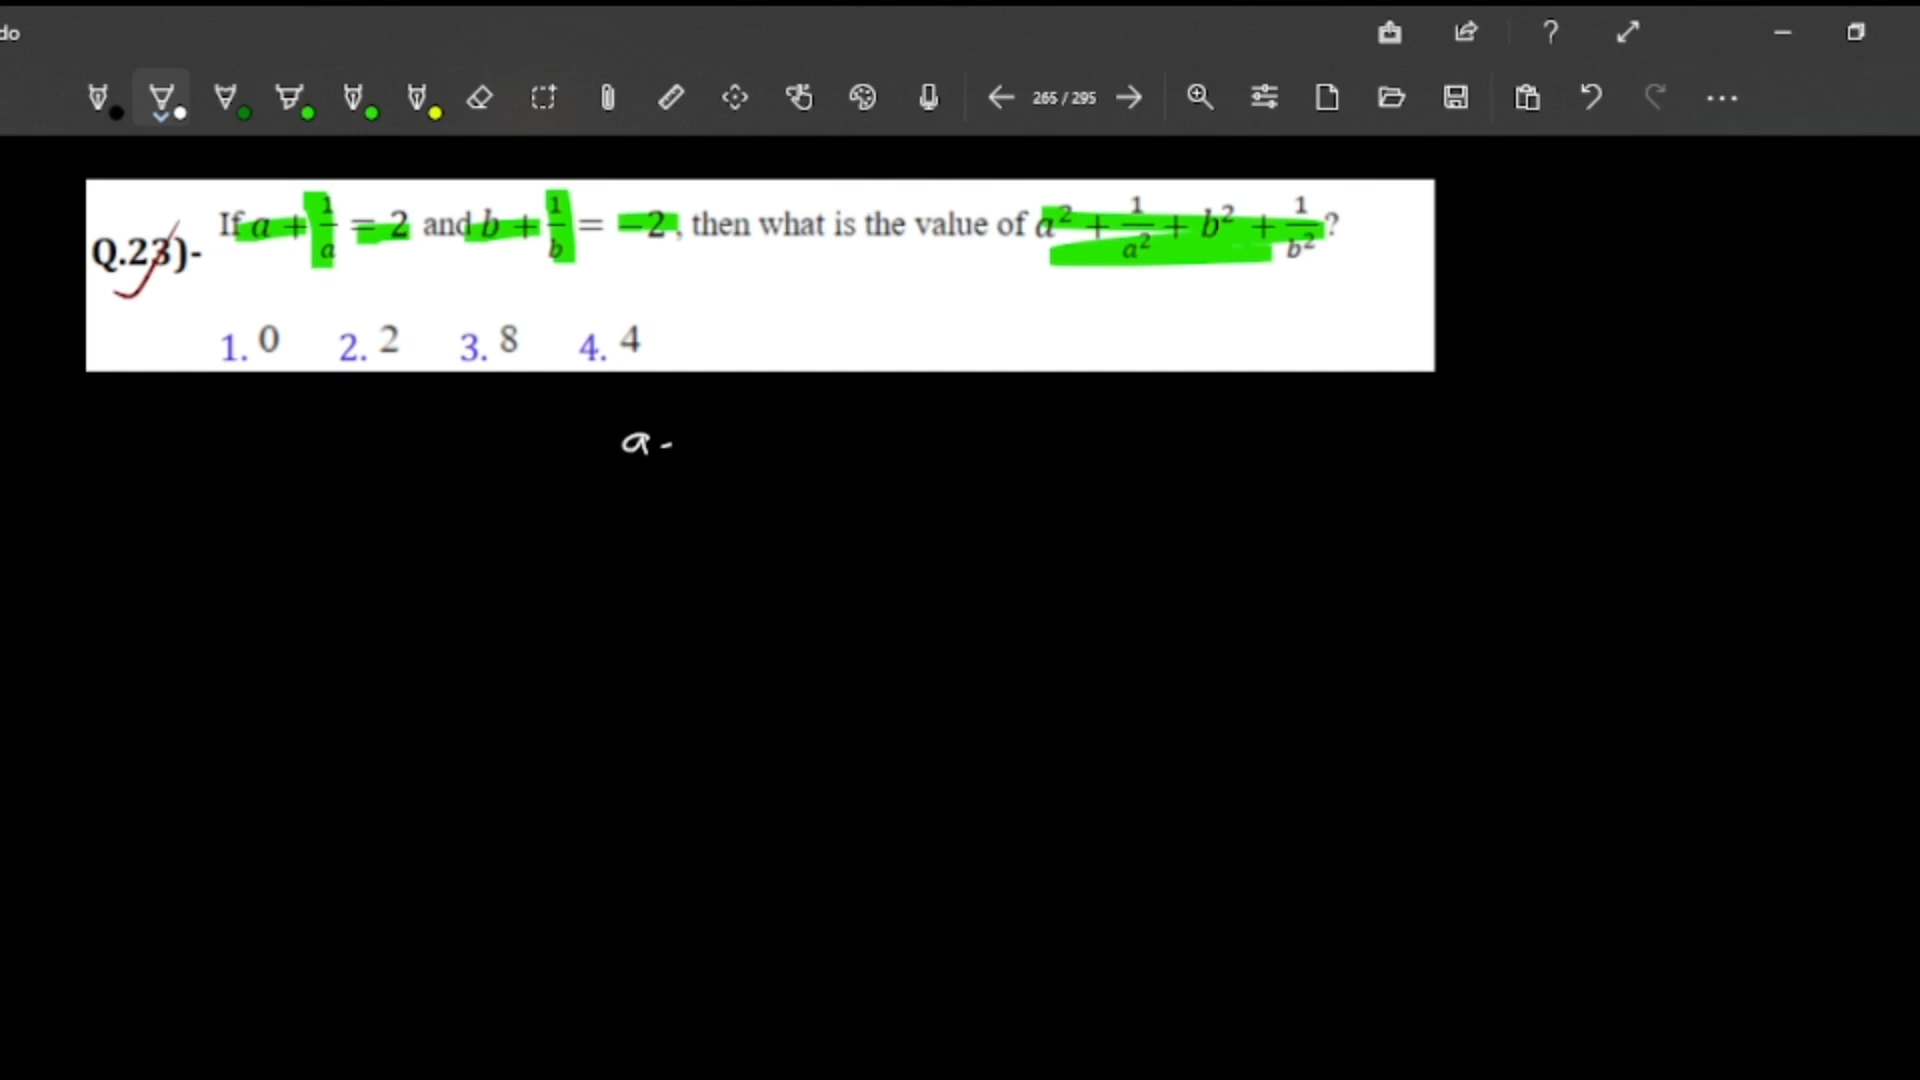 do
265 / 295
Q.23)- If a + 1/a = 2 and b + 1/b = −2, then what is the value of a² + 1/a² + b² + 1/b²?
1. 0 2. 2 3. 8 4. 4
a -